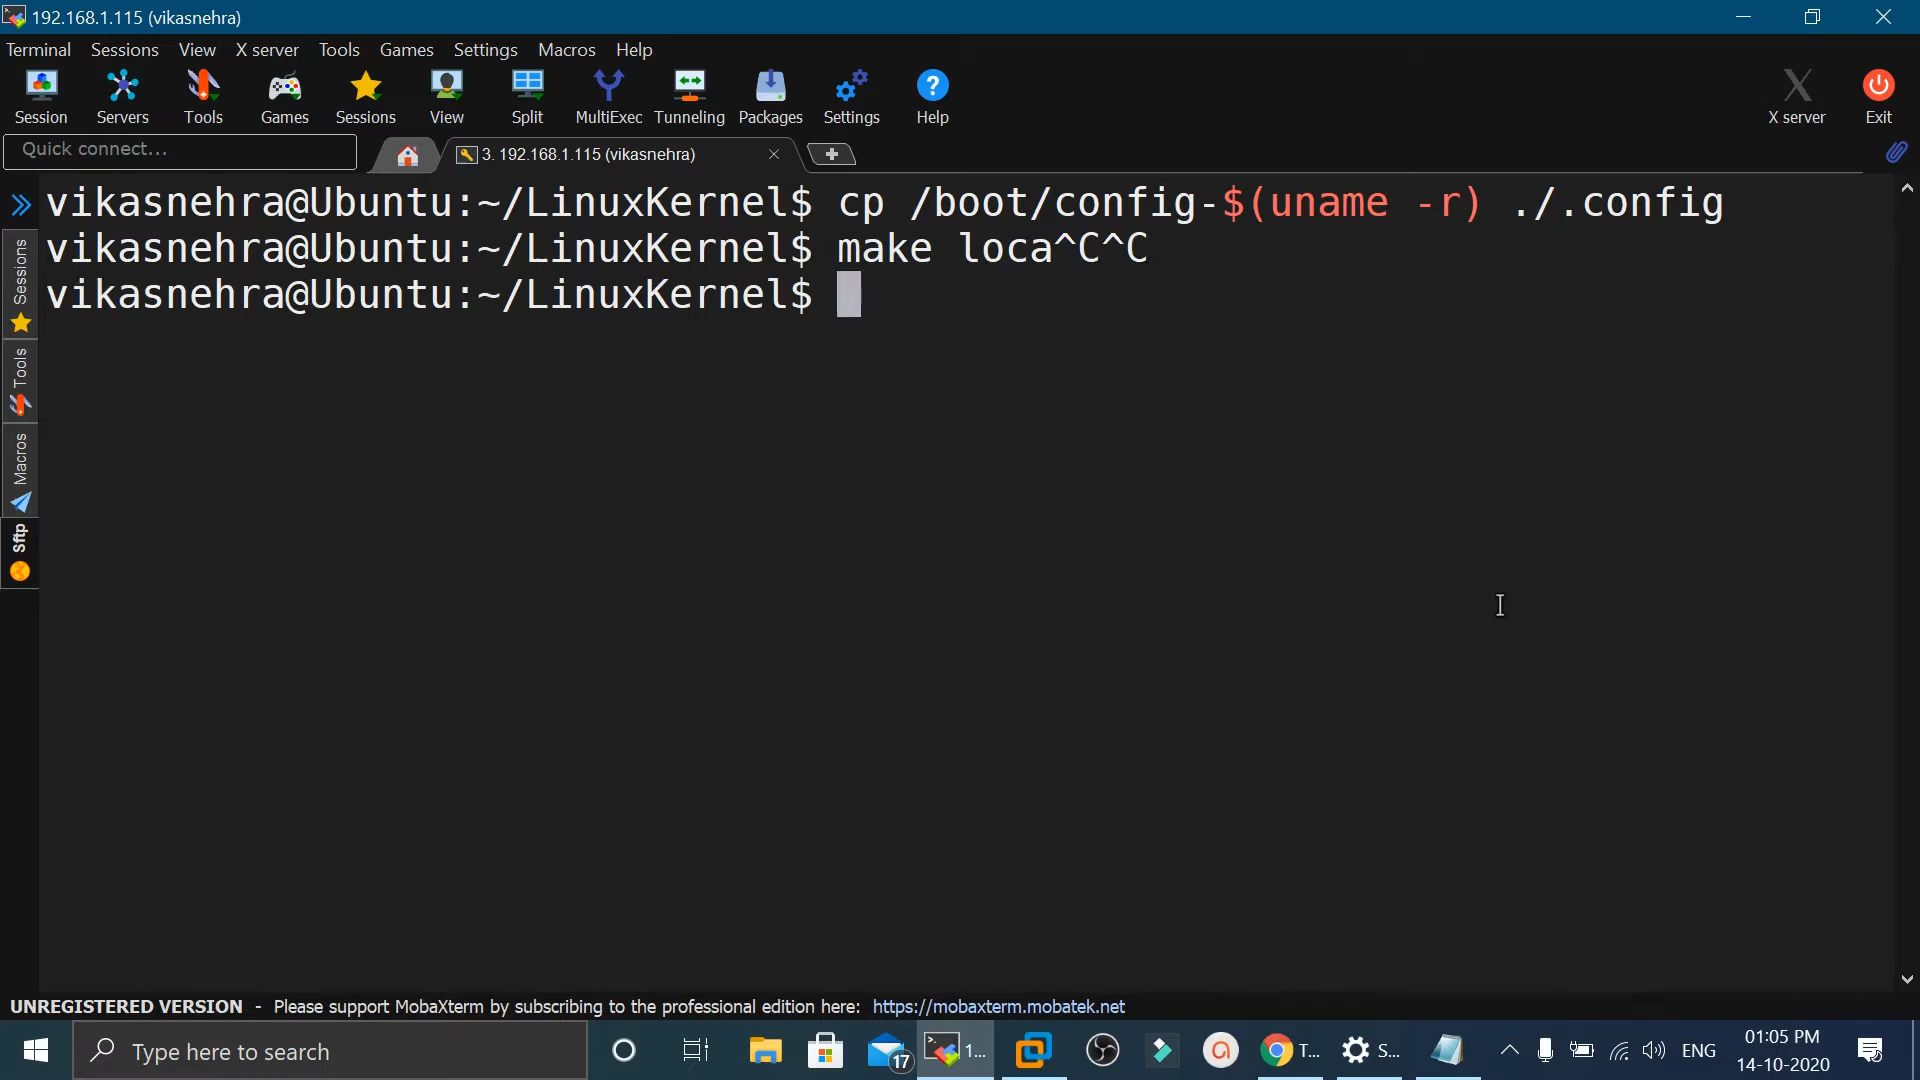 192.168.1.115 (vikasnehra)
Terminal Sessions View X server Tools Games Settings Macros Help
Session Servers Tools Games Sessions View Split MultiExec Tunneling Packages Settings Help X server Exit
Quick connect...
3. 192.168.1.115 (vikasnehra)
vikasnehra@Ubuntu:~/LinuxKernel$ cp /boot/config-$(uname -r) ./.config
vikasnehra@Ubuntu:~/LinuxKernel$ make loca^C^C
vikasnehra@Ubuntu:~/LinuxKernel$
Sessions
Tools
Macros
Sftp
UNREGISTERED VERSION - Please support MobaXterm by subscribing to the professional edition here: https://mobaxterm.mobatek.net
Type here to search
17
1...
T...
S...
ENG
01:05 PM
14-10-2020